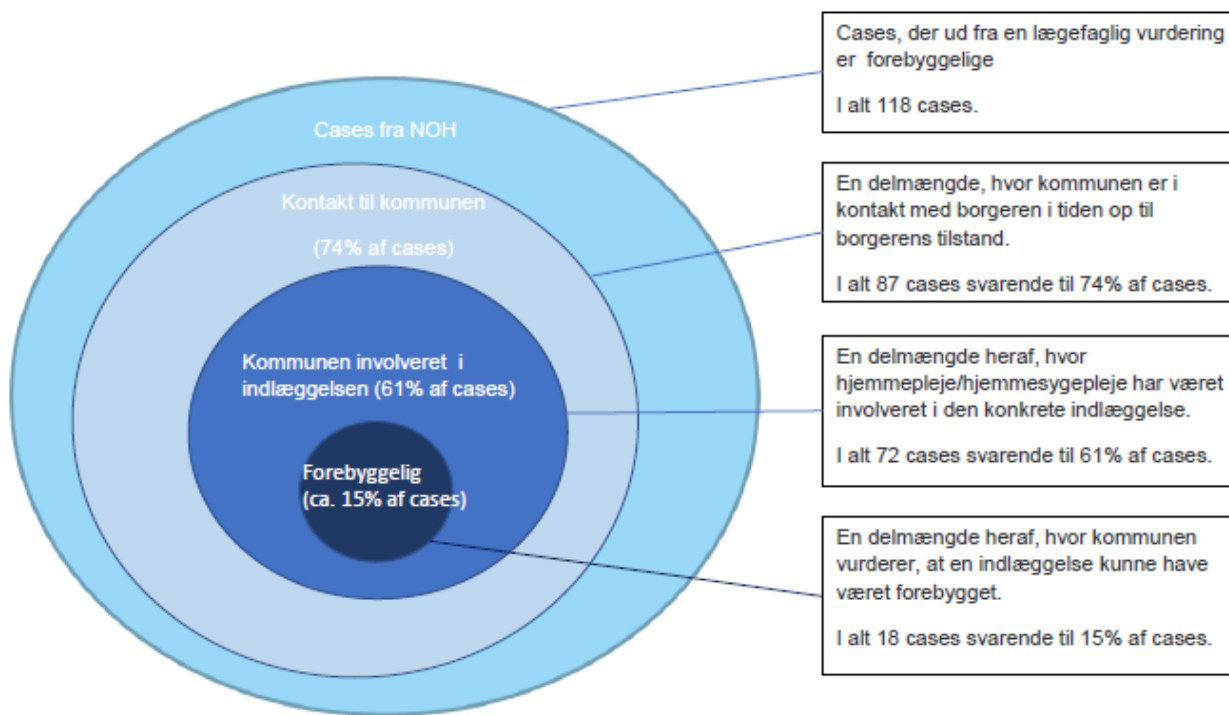 Cases fra NOH
Kontakt til kommunen
(74% af cases)
Kommunen involveret i
indlæggelsen (61% af cases)
Forebyggelig
(ca. 15% af cases)
Cases, der ud fra en lægefaglig vurdering
er forebyggelige
I alt 118 cases.
En delmængde, hvor kommunen er i
kontakt med borgeren i tiden op til
borgerens tilstand.
I alt 87 cases svarende til 74% af cases.
En delmængde heraf, hvor
hjemmepleje/hjemmesygepleje har været
involveret i den konkrete indlæggelse.
I alt 72 cases svarende til 61% af cases.
En delmængde heraf, hvor kommunen
vurderer, at en indlæggelse kunne have
været forebygget.
I alt 18 cases svarende til 15% af cases.